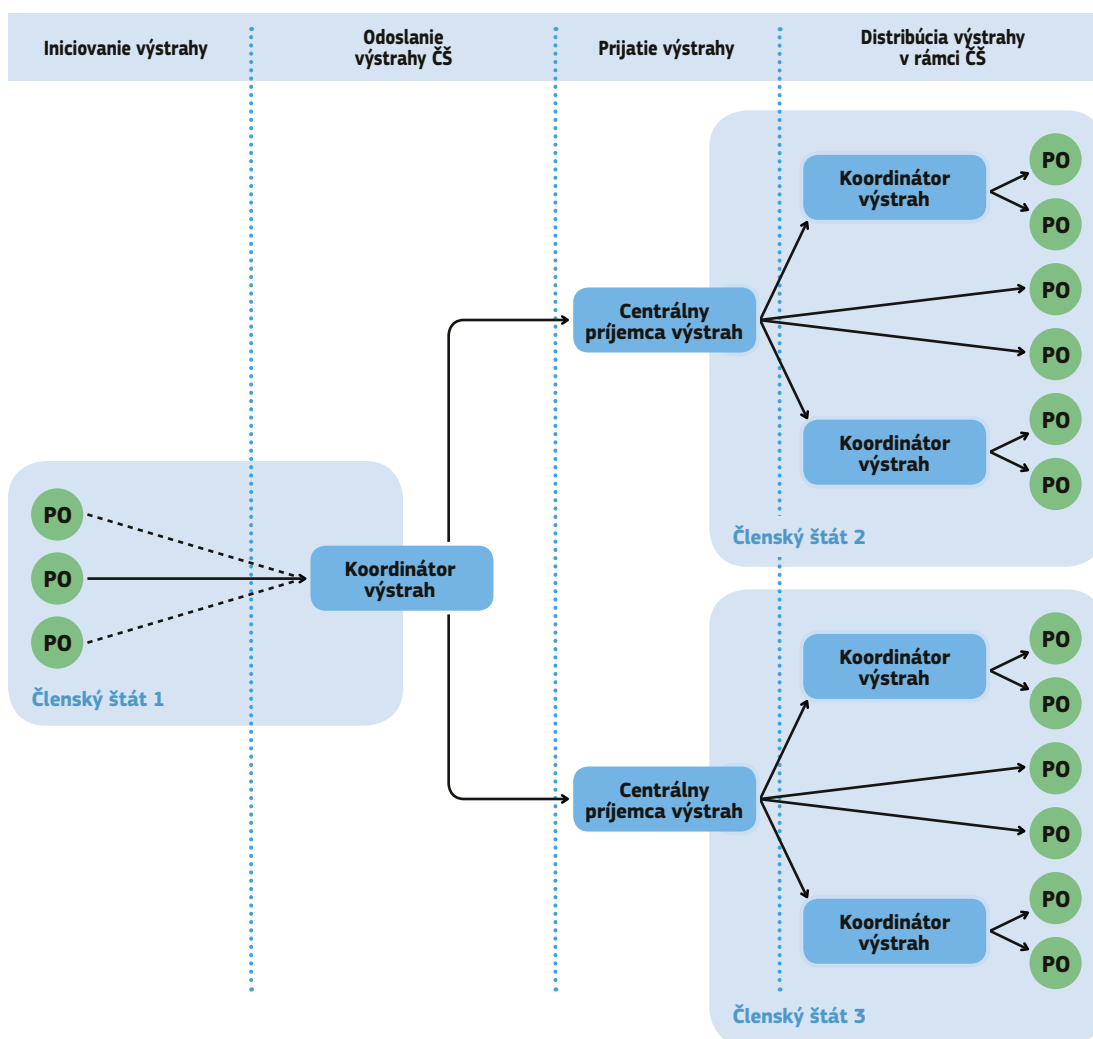 Iniciovanie výstrahy
Odoslanie
výstrahy ČŠ
Prijatie výstrahy
Distribúcia výstrahy
v rámci ČŠ
PO
PO
PO
Členský štát 1
Koordinátor
výstrah
Centrálny
príjemca výstrah
Koordinátor
výstrah
PO
PO
PO
PO
Koordinátor
výstrah
PO
PO
Členský štát 2
Centrálny
príjemca výstrah
Koordinátor
výstrah
PO
PO
PO
PO
Koordinátor
výstrah
PO
PO
Členský štát 3